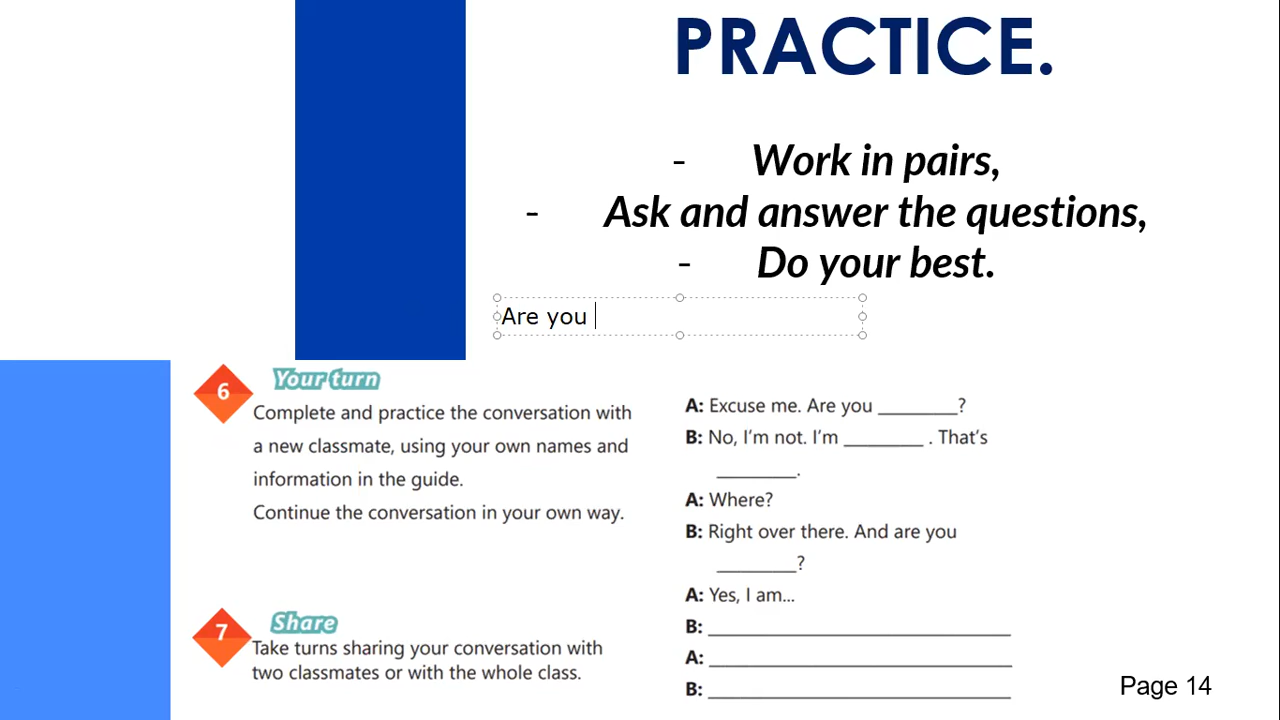 PRACTICE.
- Work in pairs,
- Ask and answer the questions,
- Do your best.
Are you
6 Your turn
Complete and practice the conversation with
a new classmate, using your own names and
information in the guide.
Continue the conversation in your own way.
7 Share
Take turns sharing your conversation with
two classmates or with the whole class.
A: Excuse me. Are you ________?
B: No, I'm not. I'm ________ . That's
________.
A: Where?
B: Right over there. And are you
________?
A: Yes, I am...
B: ______________________________
A: ______________________________
B: ______________________________
Page 14